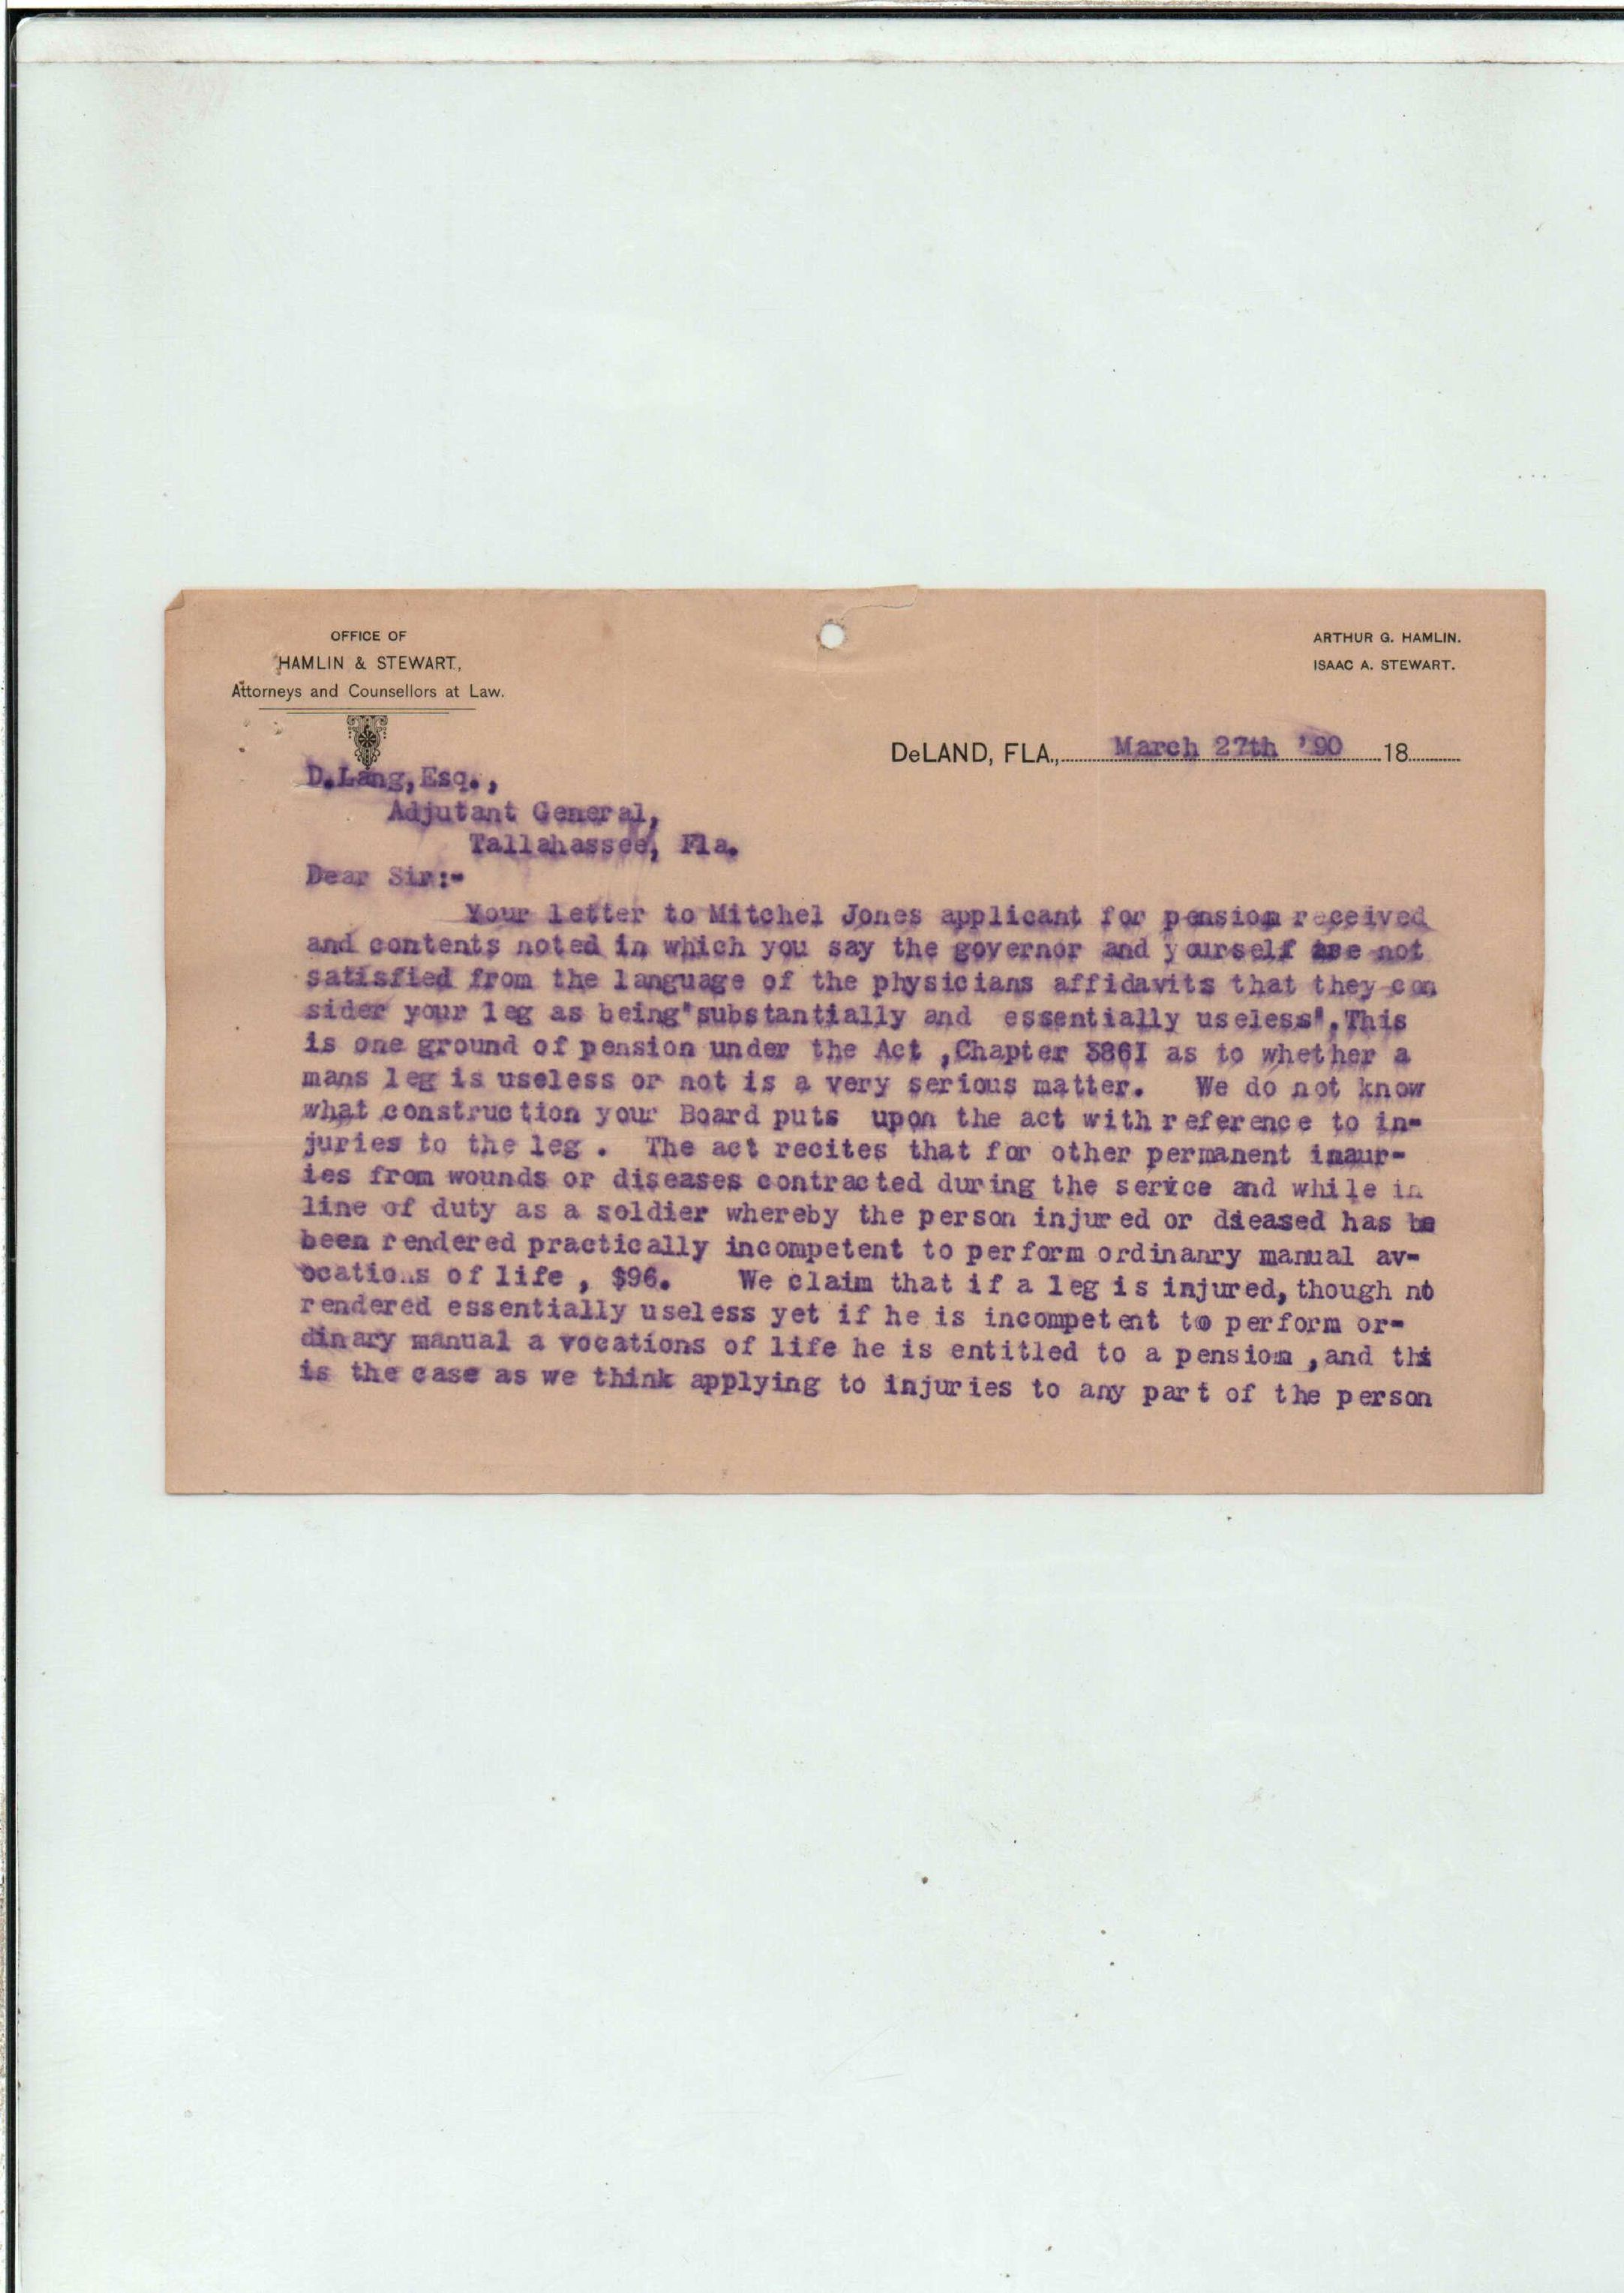 OFFICE OF
HAMLIN & STEWART,
Attorneys and Counsellors at Law.
ARTHUR G. HAMLIN.
ISAAC A. STEWART.
DeLAND, FLA., March 27th '90 18
D.Lang,Esq.,
Adjutant General,
Tallahassee, Fla.
Dear Sir:-
Your letter to Mitchel Jones applicant for pension received
and contents noted in which you say the governor and yourself are not
satisfied from the language of the physicians affidavits that they con
sider your leg as being"substantially and essentially useless".This
is one ground of pension under the Act ,Chapter 386I as to whether a
mans leg is useless or not is a very serious matter. We do not know
what construction your Board puts upon the act with reference to in-
juries to the leg . The act recites that for other permanent inaur-
ies from wounds or diseases contracted during the serice and while in
line of duty as a soldier whereby the person injured or dieased has be
been rendered practically incompetent to perform ordinanry manual av-
ocations of life , $96. We claim that if a leg is injured,though not
rendered essentially useless yet if he is incompetent to perform or-
dinary manual a vocations of life he is entitled to a pension ,and thi
is the case as we think applying to injuries to any part of the person